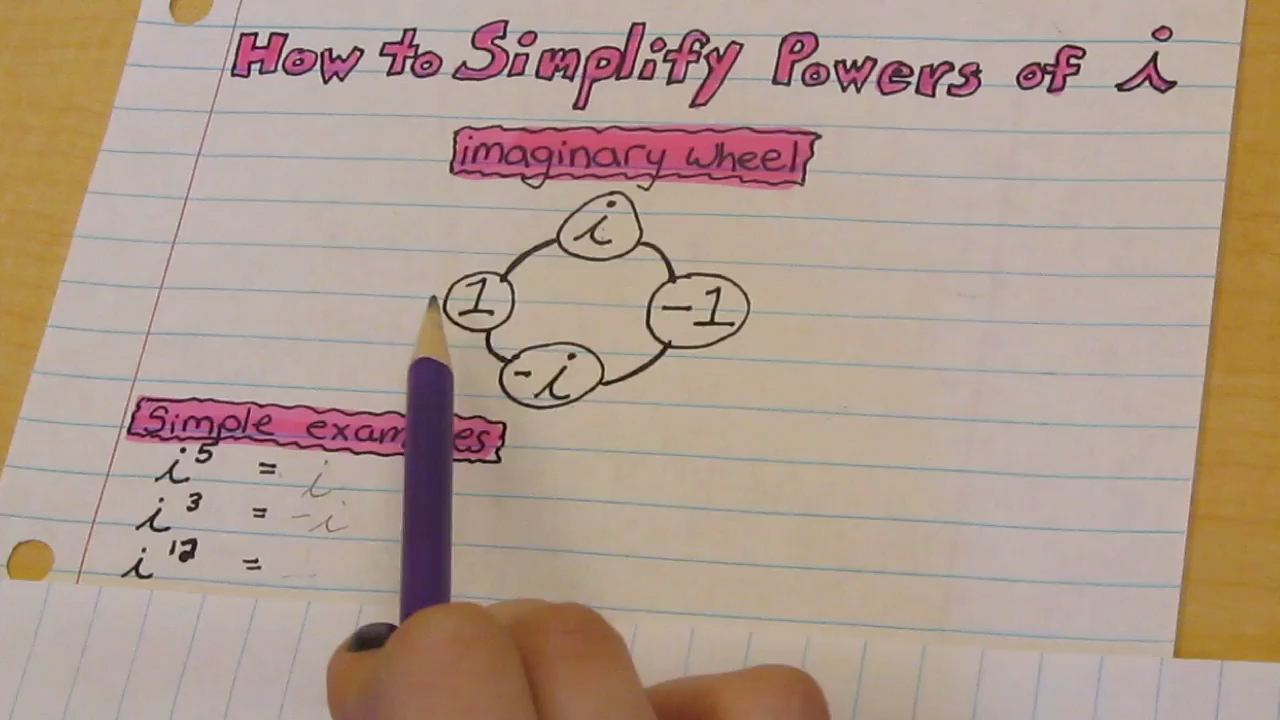 How to Simplify Powers of i
imaginary wheel
i
1 -1
-i
Simple examples
i⁵ = i
i³ = -i
i¹² =